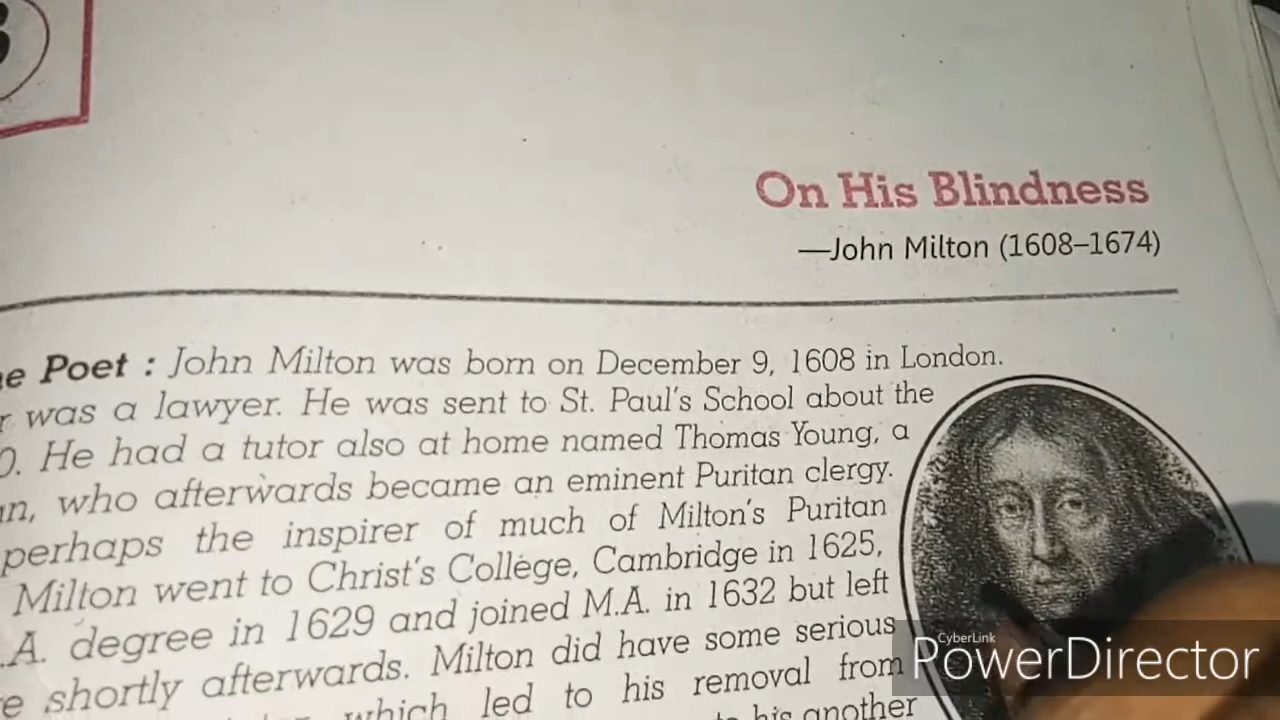 On His Blindness
—John Milton (1608–1674)
e Poet : John Milton was born on December 9, 1608 in London.
r was a lawyer. He was sent to St. Paul's School about the
0. He had a tutor also at home named Thomas Young, a
an, who afterwards became an eminent Puritan clergy.
perhaps the inspirer of much of Milton's Puritan
Milton went to Christ's College, Cambridge in 1625,
.A. degree in 1629 and joined M.A. in 1632 but left
e shortly afterwards. Milton did have some serious
which led to his removal from
his another
CyberLink
PowerDirector